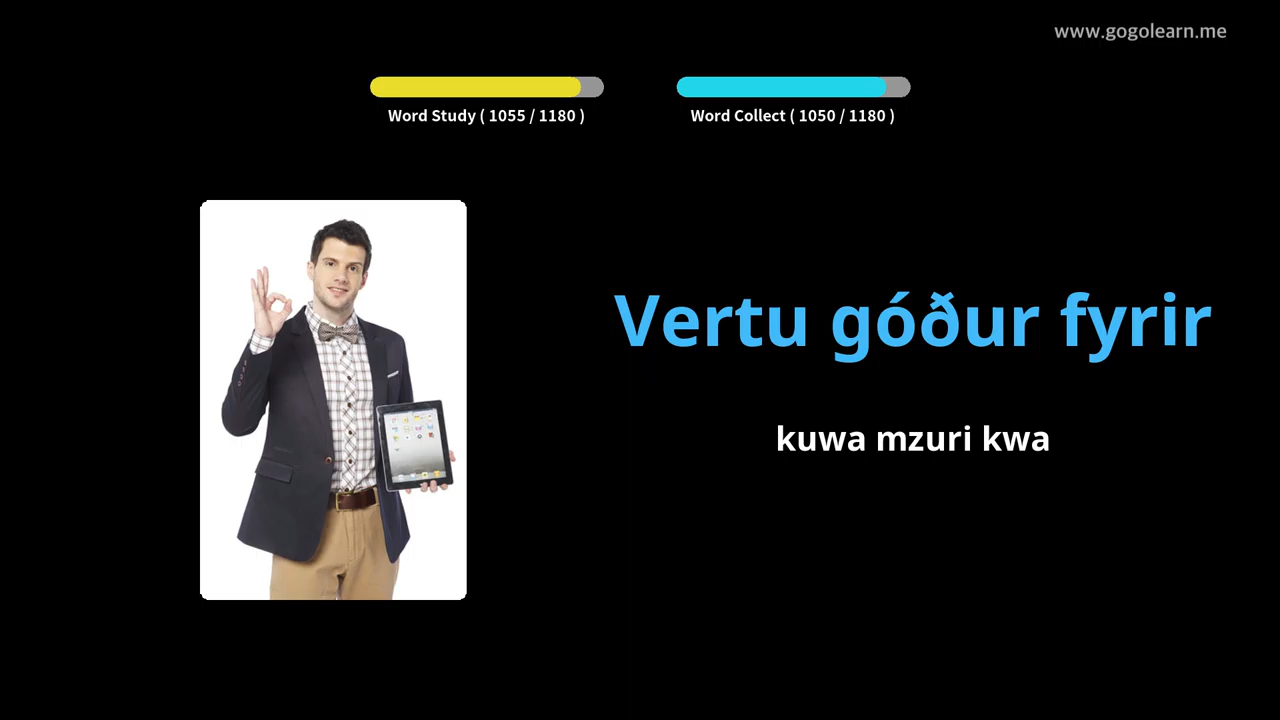 www.gogolearn.me
Word Study ( 1055 / 1180 )
Word Collect ( 1050 / 1180 )
Vertu góður fyrir
kuwa mzuri kwa